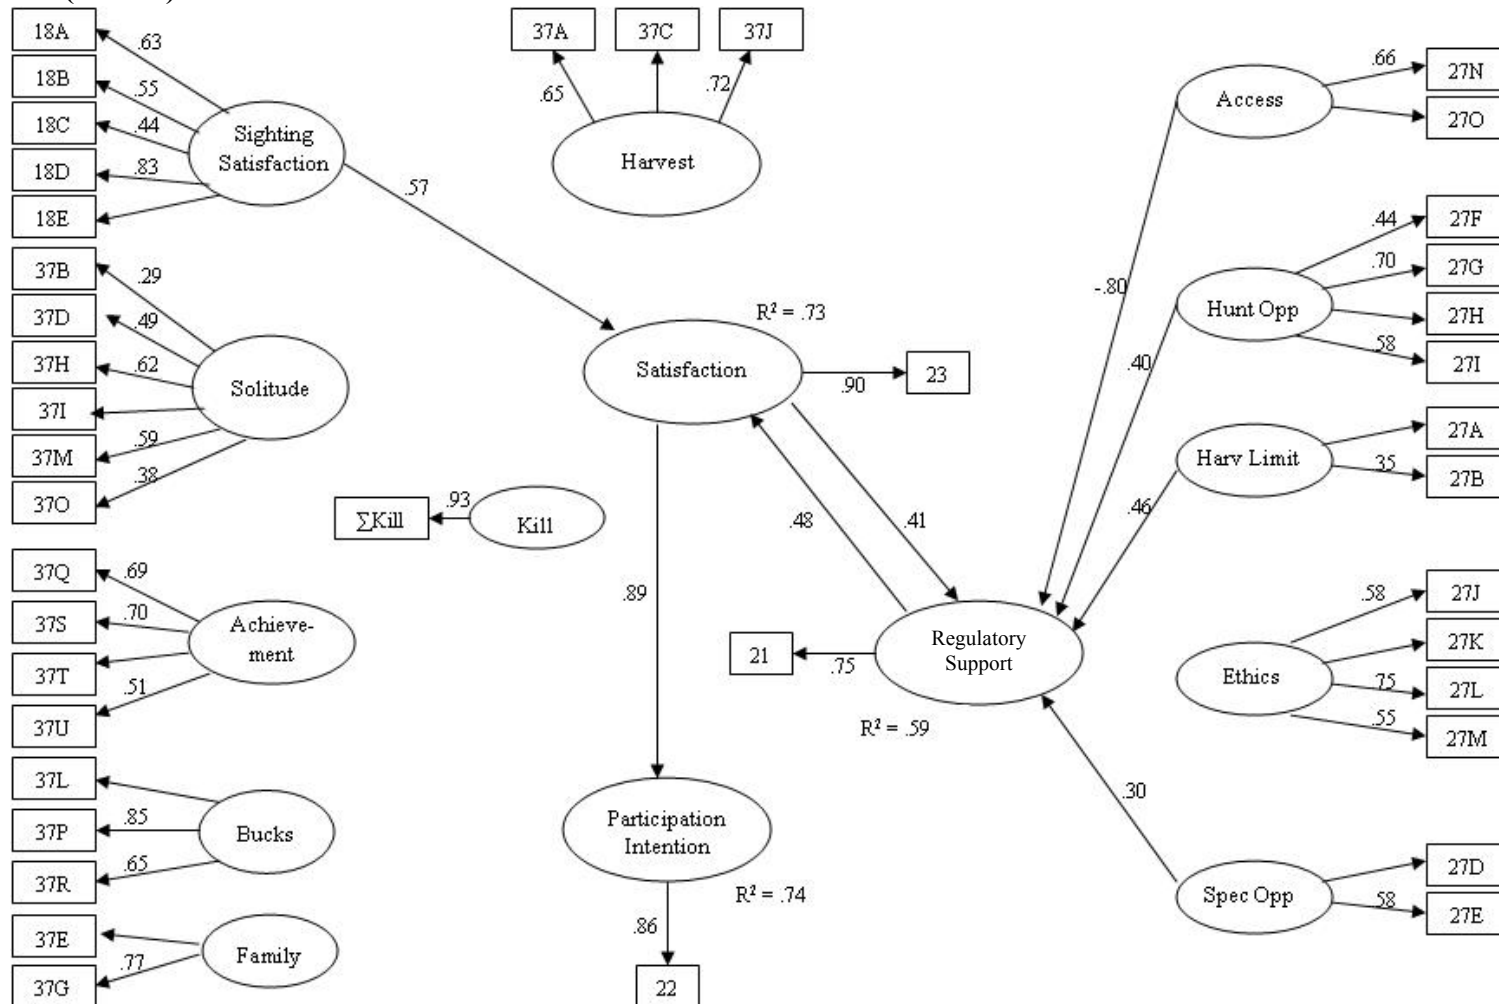 18A
.63
18B
.55
18C
.44
18D
.83
18E
Sighting
Satisfaction
.57
37A
37C
37J
.65
.72
Harvest
Access
.66
27N
27O
-.80
37B
.29
37D
.49
37H
.62
37I
37M
.59
37O
.38
Solitude
R² = .73
Satisfaction
.90
23
Hunt Opp
.44
27F
.70
27G
27H
.58
27I
.40
Harv Limit
27A
.35
27B
.46
∑Kill
.93
Kill
.48
.41
.89
37Q
.69
37S
.70
37T
37U
.51
Achieve-
ment
21
.75
Regulatory
Support
R² = .59
Ethics
.58
27J
27K
.75
27L
.55
27M
.30
37L
37P
.85
37R
.65
Bucks
Participation
Intention
R² = .74
.86
22
Spec Opp
27D
.58
27E
37E
37G
.77
Family